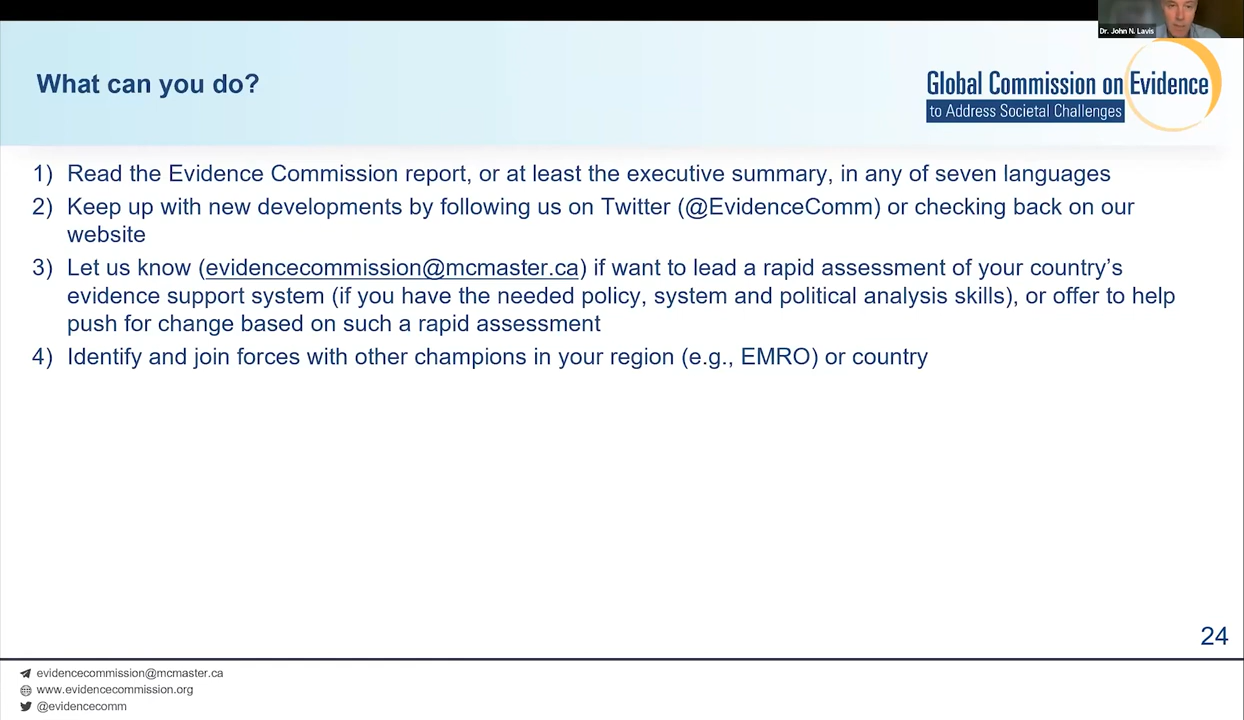 Dr. John N. Lavis
What can you do?
Global Commission on Evidence
to Address Societal Challenges
1) Read the Evidence Commission report, or at least the executive summary, in any of seven languages
2) Keep up with new developments by following us on Twitter (@EvidenceComm) or checking back on our
website
3) Let us know (evidencecommission@mcmaster.ca) if want to lead a rapid assessment of your country’s
evidence support system (if you have the needed policy, system and political analysis skills), or offer to help
push for change based on such a rapid assessment
4) Identify and join forces with other champions in your region (e.g., EMRO) or country
24
evidencecommission@mcmaster.ca
www.evidencecommission.org
@evidencecomm